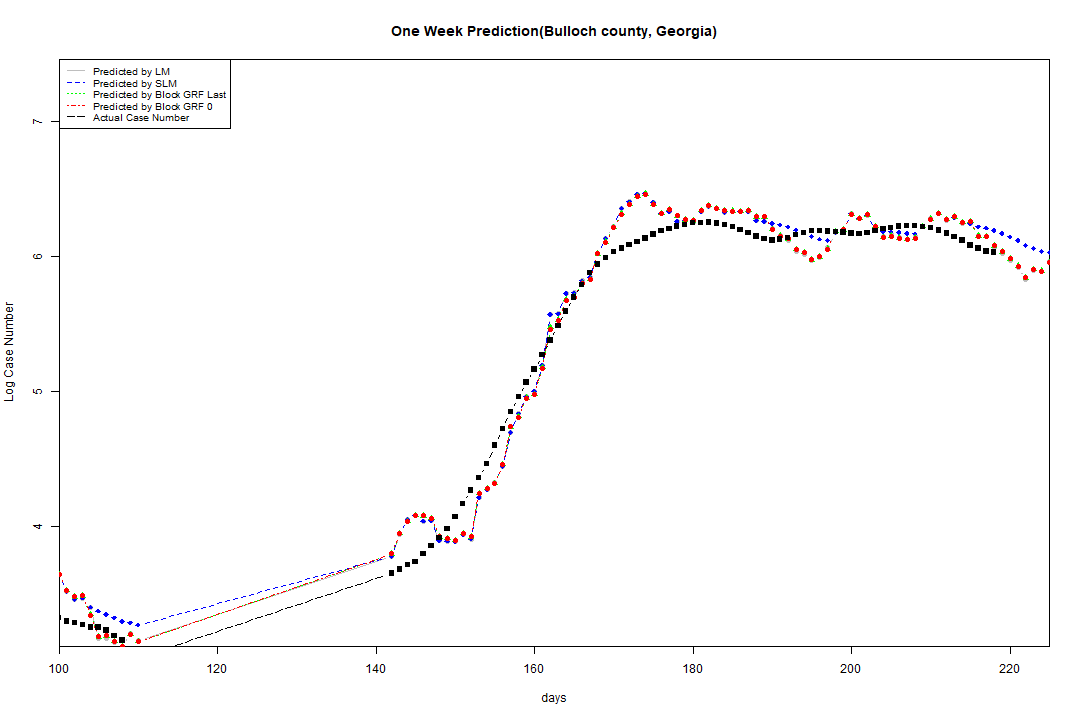 One Week Prediction(Bulloch county, Georgia)
Predicted by LM
Predicted by SLM
Predicted by Block GRF Last
Predicted by Block GRF 0
Actual Case Number
7
6
5
4
Log Case Number
100 120 140 160 180 200 220
days